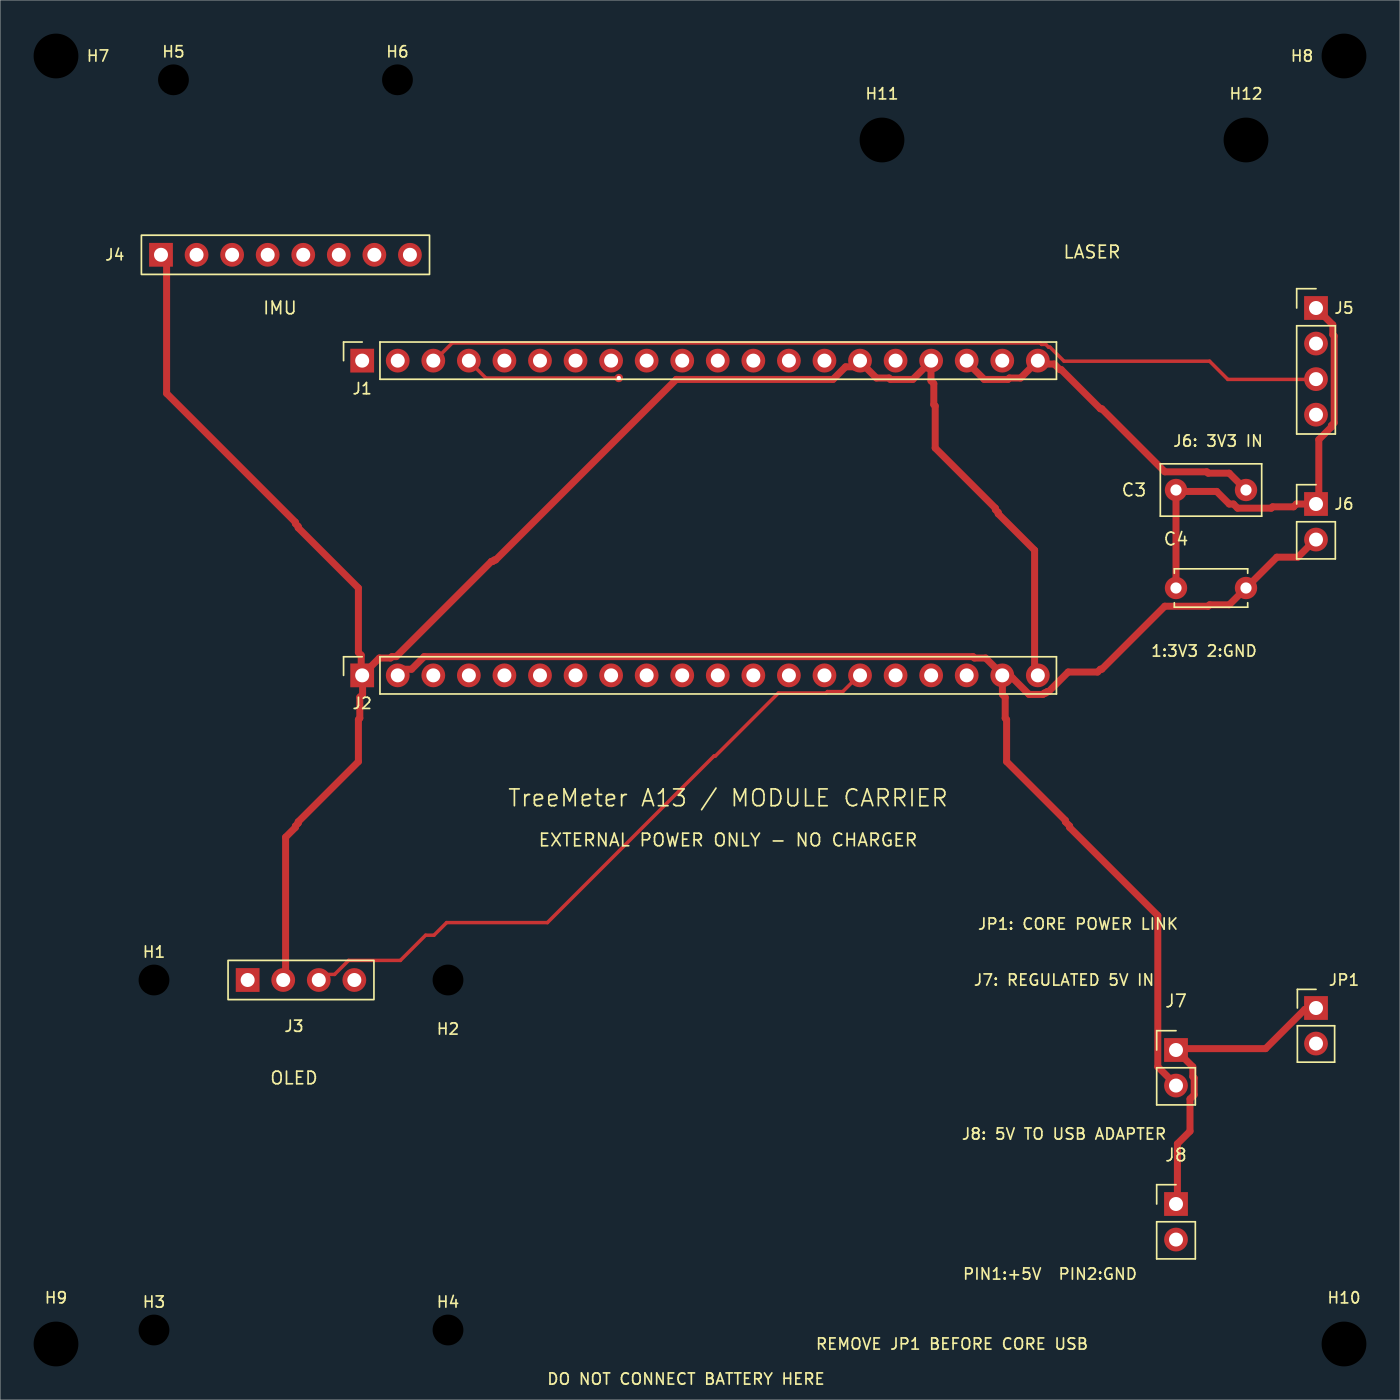 H7
H5
H6
H8
H11
H12
J4
LASER
IMU
J5
J1
J6: 3V3 IN
C3
J6
C4
1:3V3 2:GND
J2
TreeMeter A13 / MODULE CARRIER
EXTERNAL POWER ONLY - NO CHARGER
JP1: CORE POWER LINK
H1
J7: REGULATED 5V IN
JP1
J7
J3
H2
OLED
J8: 5V TO USB ADAPTER
J8
PIN1:+5V  PIN2:GND
H9
H3
H4
H10
REMOVE JP1 BEFORE CORE USB
DO NOT CONNECT BATTERY HERE